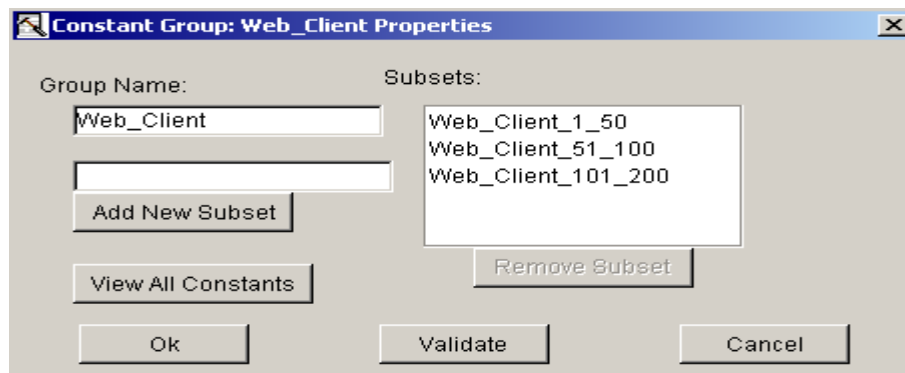 Constant Group: Web_Client Properties
Group Name:
Subsets:
Web_Client
Web_Client_1_50
Web_Client_51_100
Web_Client_101_200
Add New Subset
Remove Subset
View All Constants
Ok
Validate
Cancel